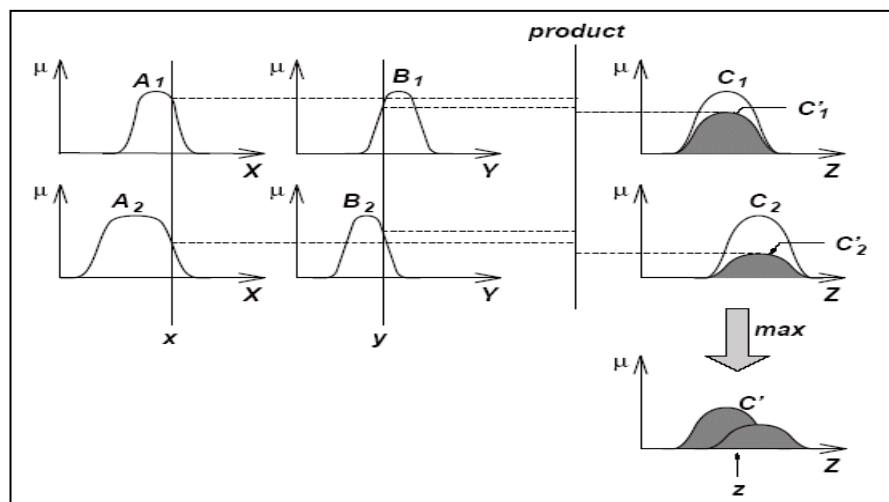 product
μ A1 μ B1 μ C1
C'1
X Y Z
μ A2 μ B2 μ C2
C'2
X Y Z
x y
max
μ C'
Z
z